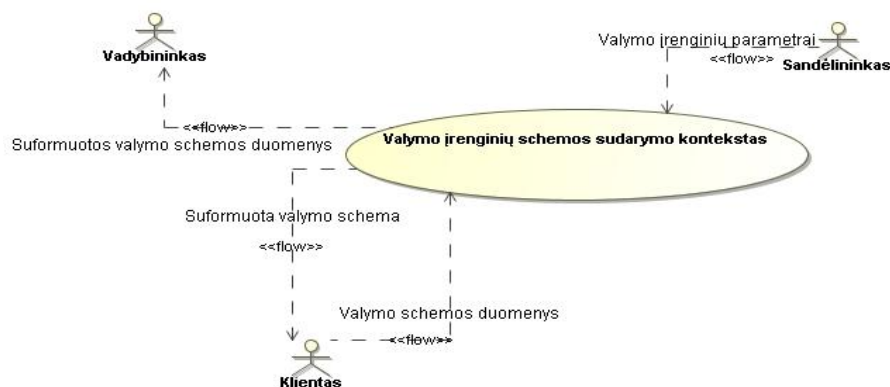 Vadybininkas
Valymo įrenginių parametrai
<<flow>>
Sandėlininkas
<<flow>>
Suformuotos valymo schemos duomenys
Valymo įrenginių schemos sudarymo kontekstas
Suformuota valymo schema
<<flow>>
Valymo schemos duomenys
<<flow>>
Klientas